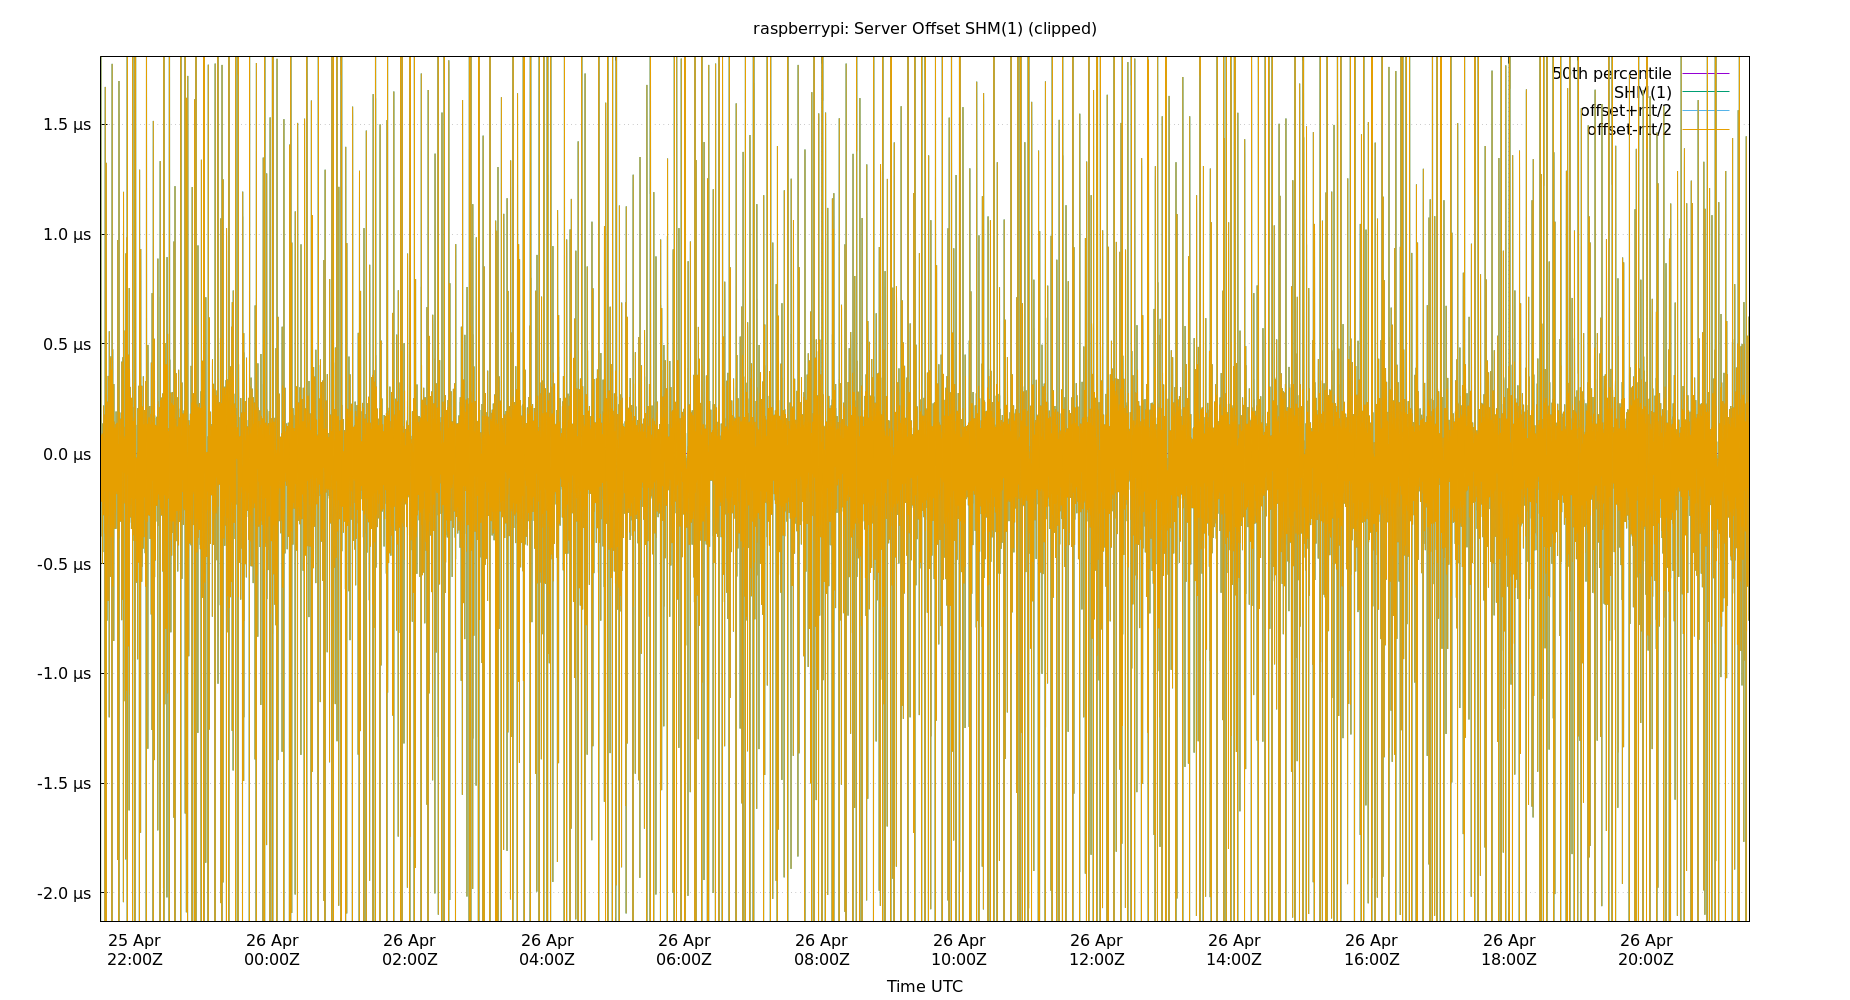 raspberrypi: Server Offset SHM(1) (clipped)
50th percentile
SHM(1)
offset+rtt/2
offset-rtt/2
1.5 μs
1.0 μs
0.5 μs
0.0 μs
-0.5 μs
-1.0 μs
-1.5 μs
-2.0 μs
25 Apr 26 Apr 26 Apr 26 Apr 26 Apr 26 Apr 26 Apr 26 Apr 26 Apr 26 Apr 26 Apr 26 Apr
22:00Z 00:00Z 02:00Z 04:00Z 06:00Z 08:00Z 10:00Z 12:00Z 14:00Z 16:00Z 18:00Z 20:00Z
Time UTC